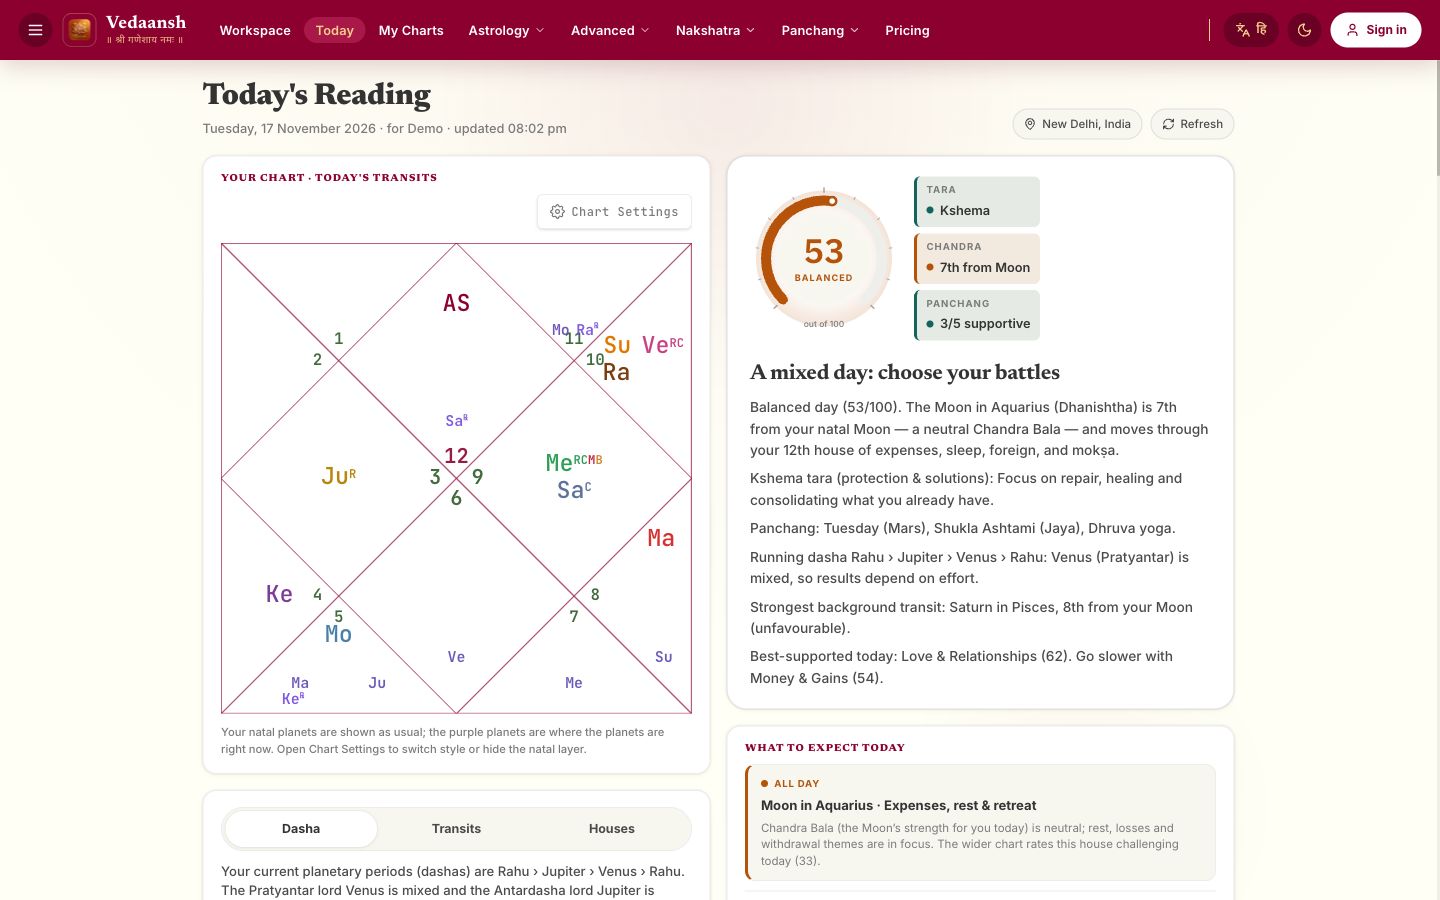 Vedaansh
॥ श्री गणेशाय नमः ॥
Workspace
Today
My Charts
Astrology
Advanced
Nakshatra
Panchang
Pricing
हि
Sign in
Today's Reading
Tuesday, 17 November 2026 · for Demo · updated 08:02 pm
New Delhi, India
Refresh
YOUR CHART · TODAY'S TRANSITS
Chart Settings
AS
Mo Raᴿ
1
11
2
10
Su Veᴿᶜ
Ra
Saᴿ
12
Juᴿ
3
9
6
Meᴿᶜᴹᴮ
Saᶜ
Ma
Ke
4
5
Mo
8
7
Ve
Su
Ma
Keᴿ
Ju
Me
Your natal planets are shown as usual; the purple planets are where the planets are
right now. Open Chart Settings to switch style or hide the natal layer.
Dasha
Transits
Houses
Your current planetary periods (dashas) are Rahu › Jupiter › Venus › Rahu.
The Pratyantar lord Venus is mixed and the Antardasha lord Jupiter is
53
BALANCED
out of 100
TARA
Kshema
CHANDRA
7th from Moon
PANCHANG
3/5 supportive
A mixed day: choose your battles
Balanced day (53/100). The Moon in Aquarius (Dhanishtha) is 7th
from your natal Moon — a neutral Chandra Bala — and moves through
your 12th house of expenses, sleep, foreign, and mokṣa.
Kshema tara (protection & solutions): Focus on repair, healing and
consolidating what you already have.
Panchang: Tuesday (Mars), Shukla Ashtami (Jaya), Dhruva yoga.
Running dasha Rahu › Jupiter › Venus › Rahu: Venus (Pratyantar) is
mixed, so results depend on effort.
Strongest background transit: Saturn in Pisces, 8th from your Moon
(unfavourable).
Best-supported today: Love & Relationships (62). Go slower with
Money & Gains (54).
WHAT TO EXPECT TODAY
ALL DAY
Moon in Aquarius · Expenses, rest & retreat
Chandra Bala (the Moon's strength for you today) is neutral; rest, losses and
withdrawal themes are in focus. The wider chart rates this house challenging
today (33).